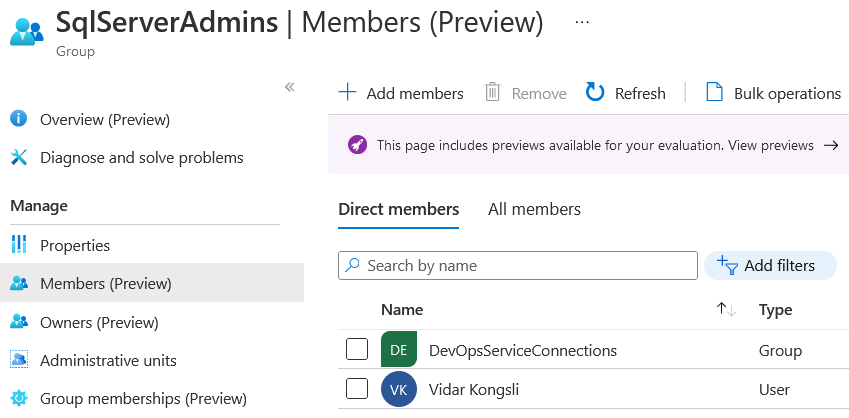 SqlServerAdmins | Members (Preview) ...
Group
«
Add members Remove Refresh Bulk operations
Overview (Preview)
Diagnose and solve problems
This page includes previews available for your evaluation. View previews →
Manage
Direct members All members
Properties
Search by name Add filters
Members (Preview)
Name ↑↓ Type
Owners (Preview)
DE DevOpsServiceConnections Group
Administrative units
VK Vidar Kongsli User
Group memberships (Preview)